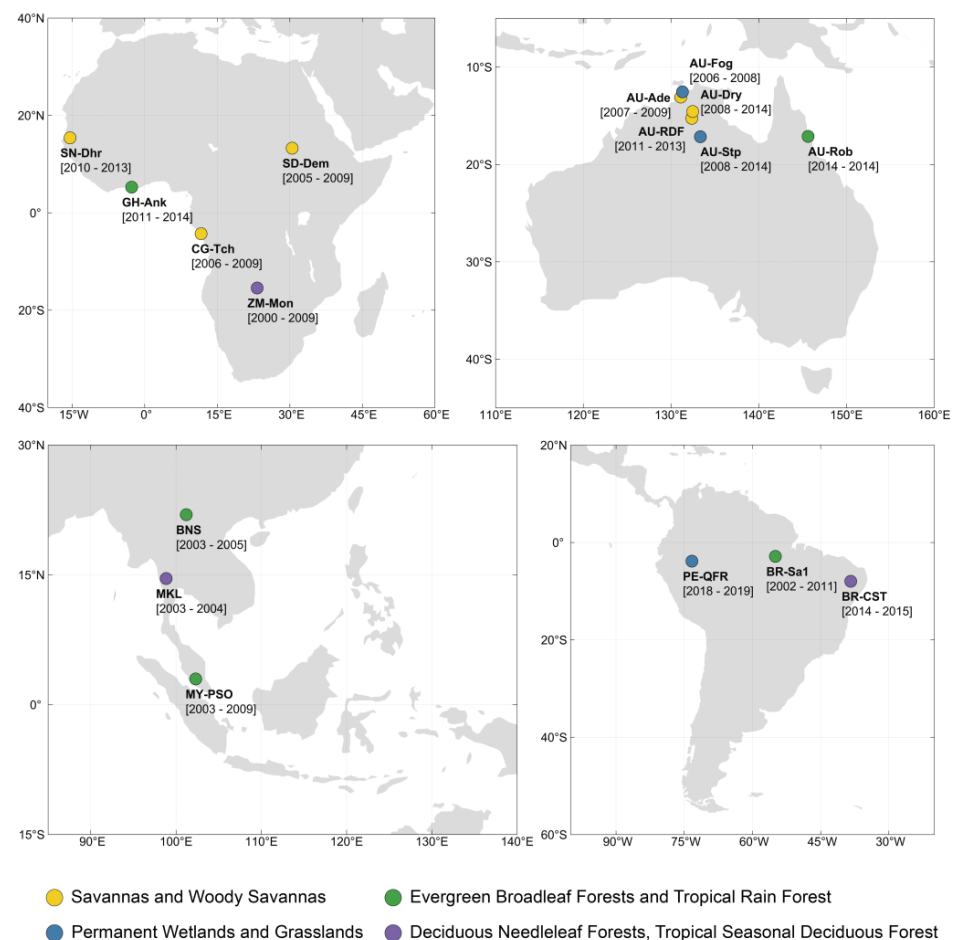 40°N
20°N
0°
20°S
40°S
15°W
0°
15°E
30°E
45°E
60°E
SN-Dhr
[2010 - 2013]
SD-Dem
[2005 - 2009]
GH-Ank
[2011 - 2014]
CG-Tch
[2006 - 2009]
ZM-Mon
[2000 - 2009]
10°S
20°S
30°S
40°S
110°E
120°E
130°E
140°E
150°E
160°E
AU-Fog
[2006 - 2008]
AU-Ade
[2007 - 2009]
AU-Dry
[2008 - 2014]
AU-RDF
[2011 - 2013]
AU-Stp
[2008 - 2014]
AU-Rob
[2014 - 2014]
30°N
15°N
0°
15°S
90°E
100°E
110°E
120°E
130°E
140°E
BNS
[2003 - 2005]
MKL
[2003 - 2004]
MY-PSO
[2003 - 2009]
20°N
0°
20°S
40°S
60°S
90°W
75°W
60°W
45°W
30°W
PE-QFR
[2018 - 2019]
BR-Sa1
[2002 - 2011]
BR-CST
[2014 - 2015]
Savannas and Woody Savannas
Evergreen Broadleaf Forests and Tropical Rain Forest
Permanent Wetlands and Grasslands
Deciduous Needleleaf Forests, Tropical Seasonal Deciduous Forest